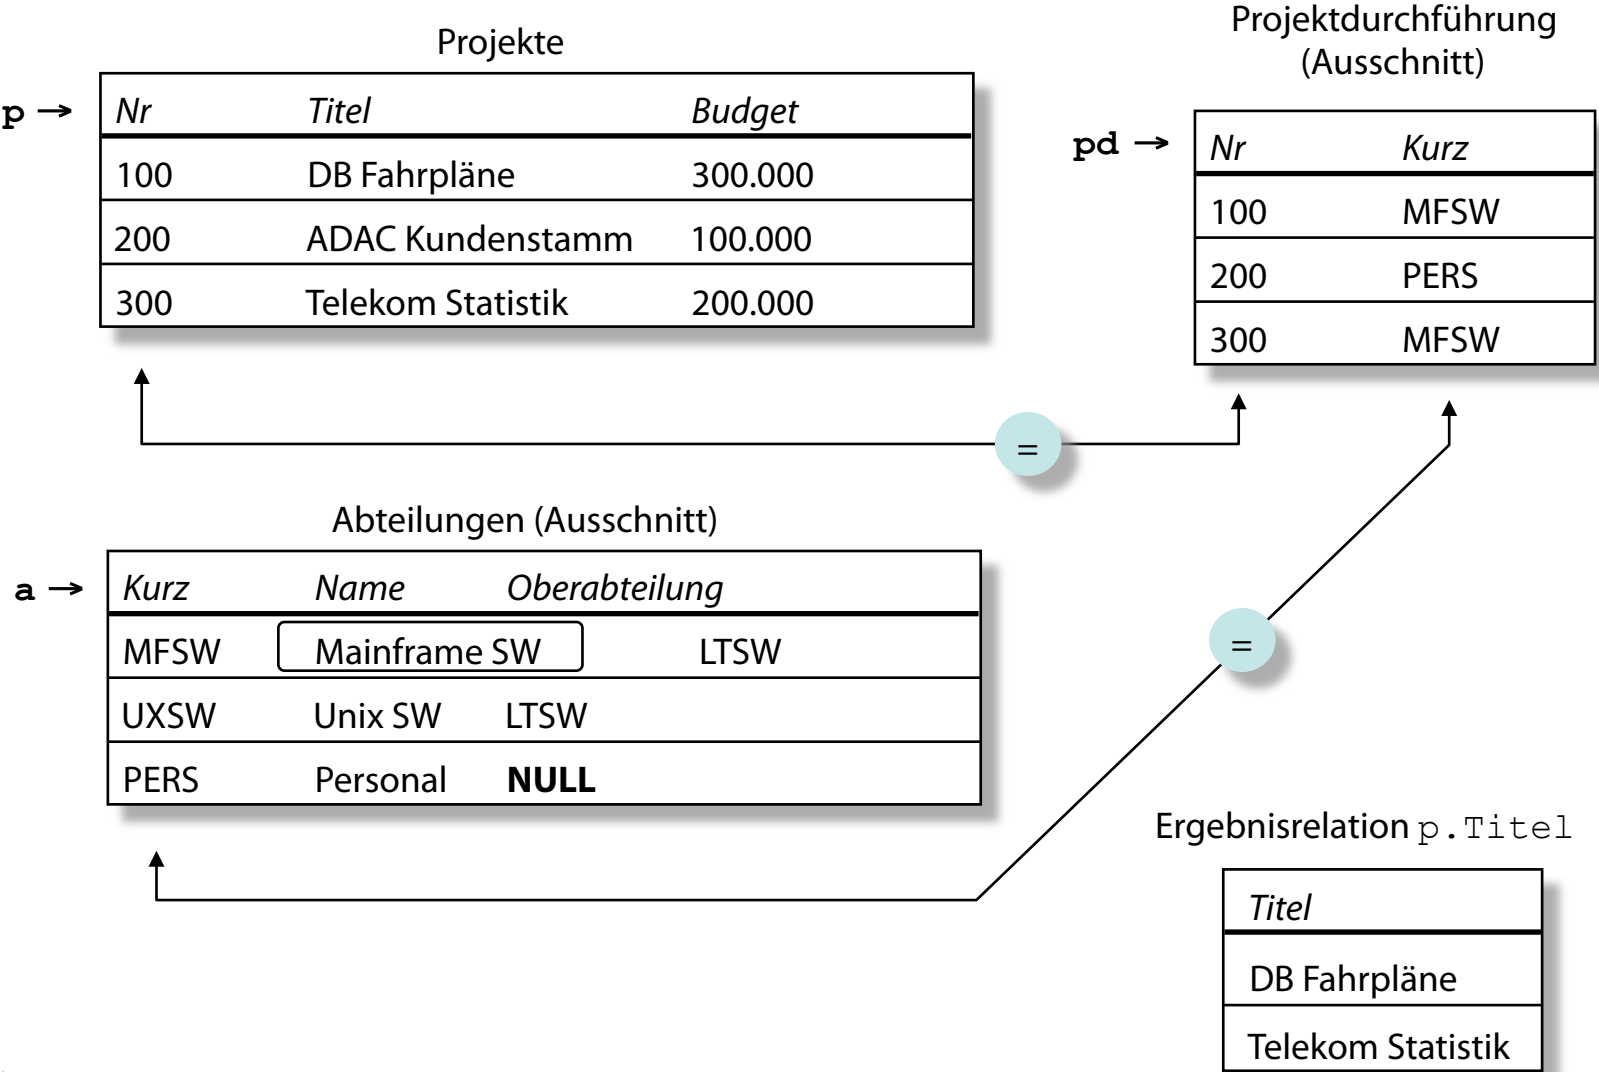 Projekte
p →
Nr Titel Budget
100 DB Fahrpläne 300.000
200 ADAC Kundenstamm 100.000
300 Telekom Statistik 200.000
Projektdurchführung
(Ausschnitt)
pd →
Nr Kurz
100 MFSW
200 PERS
300 MFSW
=
Abteilungen (Ausschnitt)
a →
Kurz Name Oberabteilung
MFSW Mainframe SW LTSW
UXSW Unix SW LTSW
PERS Personal NULL
=
Ergebnisrelation p.Titel
Titel
DB Fahrpläne
Telekom Statistik